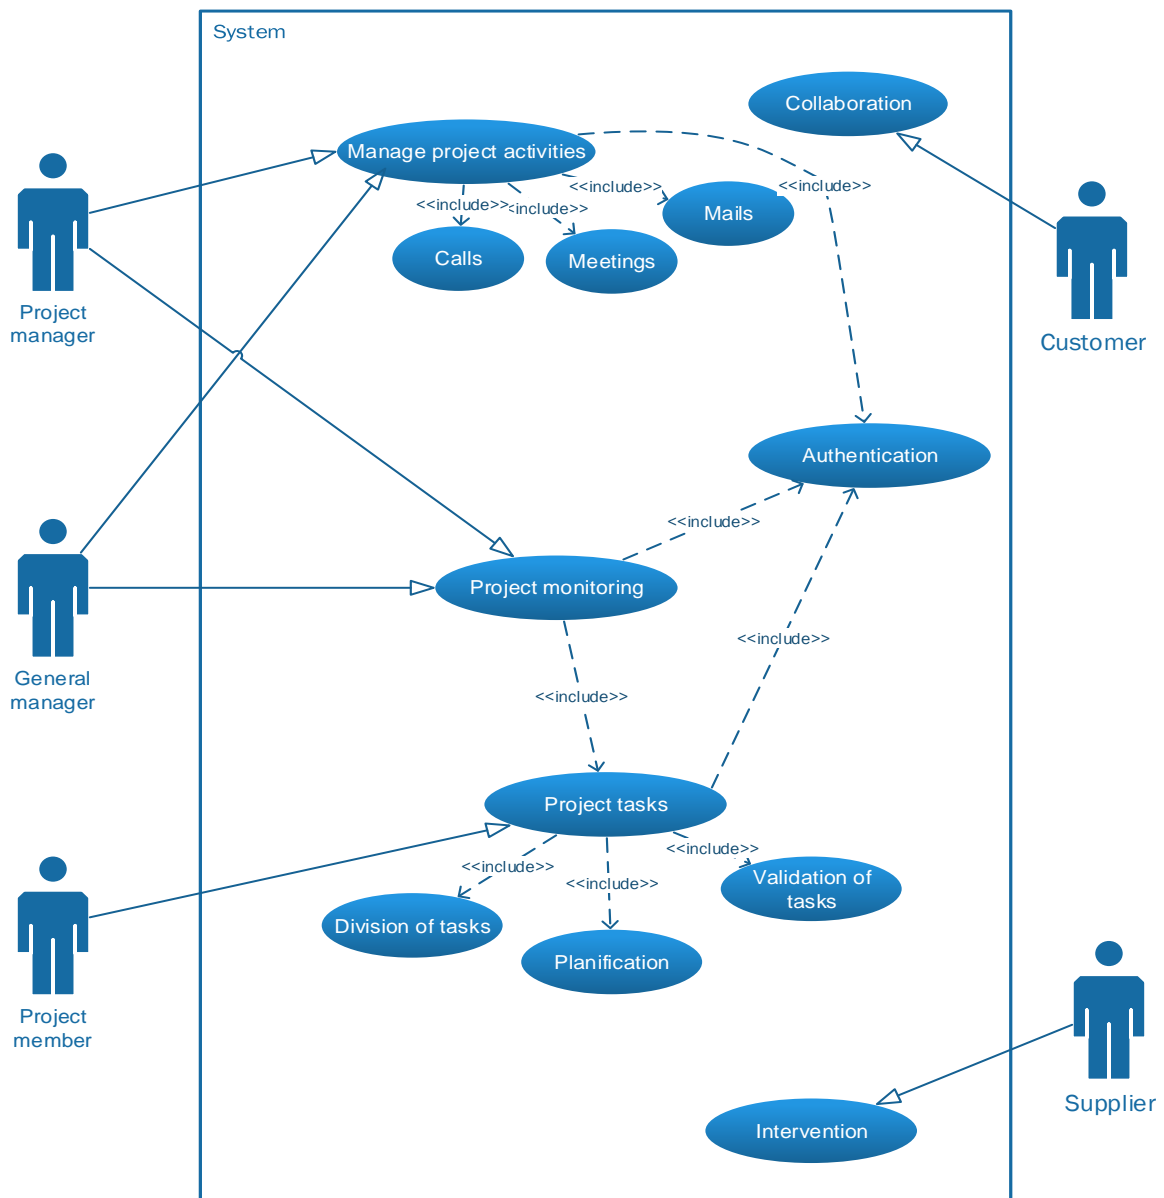 System
Collaboration
Manage project activities
<<include>>
<<include>>
<<include>>
<<include>>
Mails
Calls
Meetings
Project
manager
Customer
Authentication
<<include>>
Project monitoring
<<include>>
General
manager
<<include>>
Project tasks
<<include>>
<<include>>
<<include>>
Validation of
tasks
Division of tasks
Planification
Project
member
Supplier
Intervention